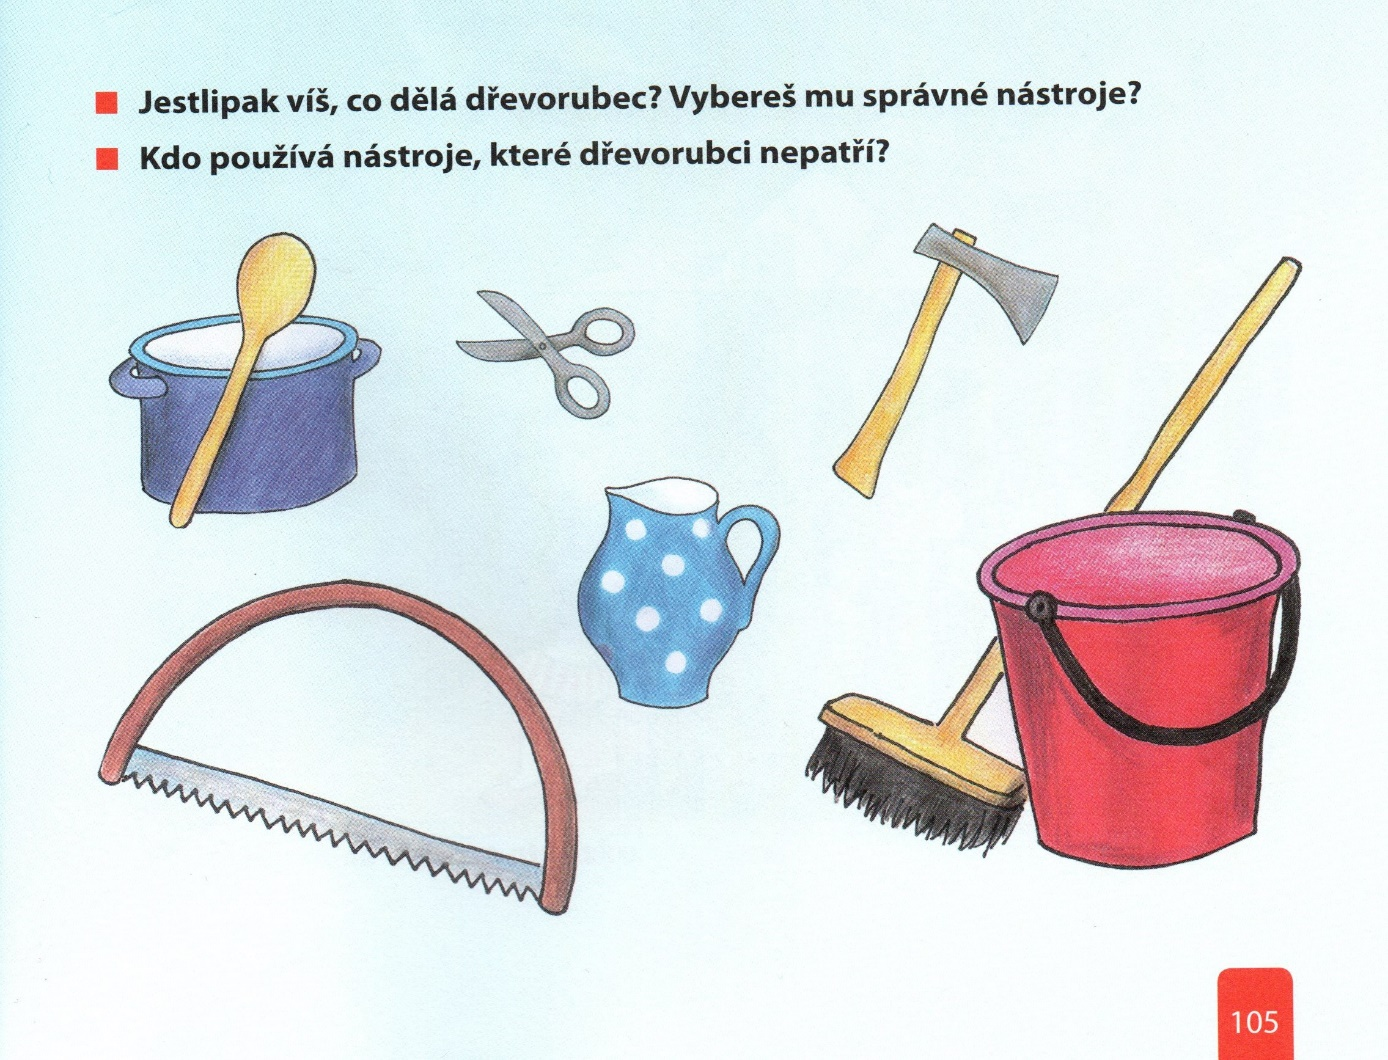 Jestlipak víš, co dělá dřevorubec? Vybereš mu správné nástroje?
Kdo používá nástroje, které dřevorubci nepatří?
105